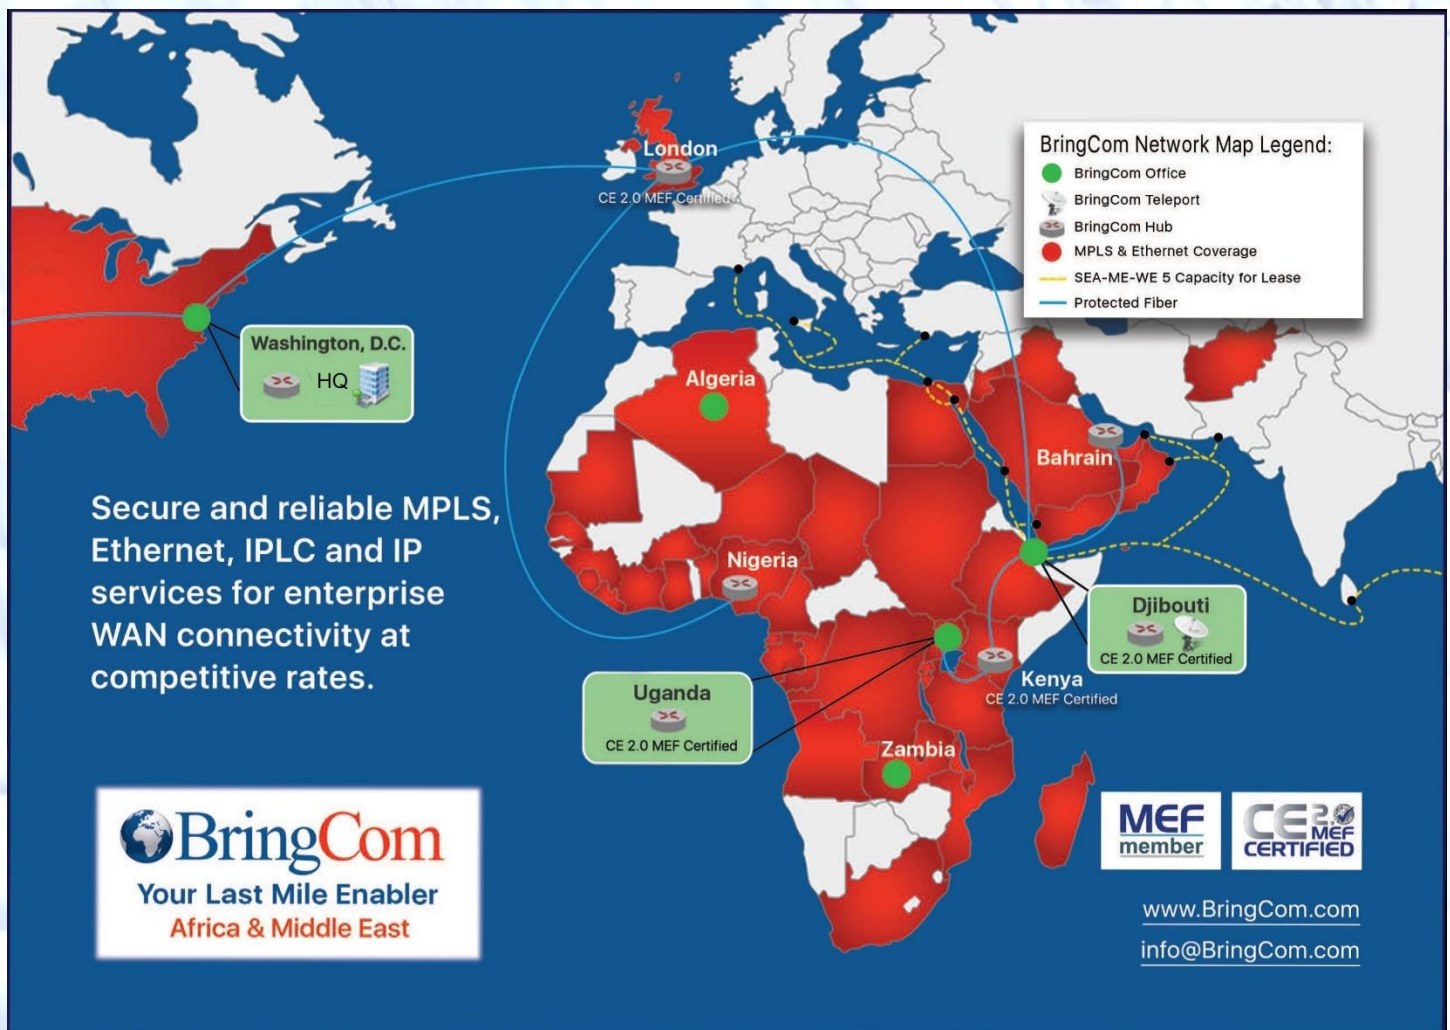 London
CE 2.0 MEF Certified
BringCom Network Map Legend:
BringCom Office
BringCom Teleport
BringCom Hub
MPLS & Ethernet Coverage
SEA-ME-WE 5 Capacity for Lease
Protected Fiber
Washington, D.C.
HQ
Algeria
Bahrain
Secure and reliable MPLS,
Ethernet, IPLC and IP
services for enterprise
WAN connectivity at
competitive rates.
Nigeria
Djibouti
CE 2.0 MEF Certified
Kenya
CE 2.0 MEF Certified
Uganda
CE 2.0 MEF Certified
Zambia
BringCom
Your Last Mile Enabler
Africa & Middle East
MEF
member
CE 2.0
MEF
CERTIFIED
www.BringCom.com
info@BringCom.com